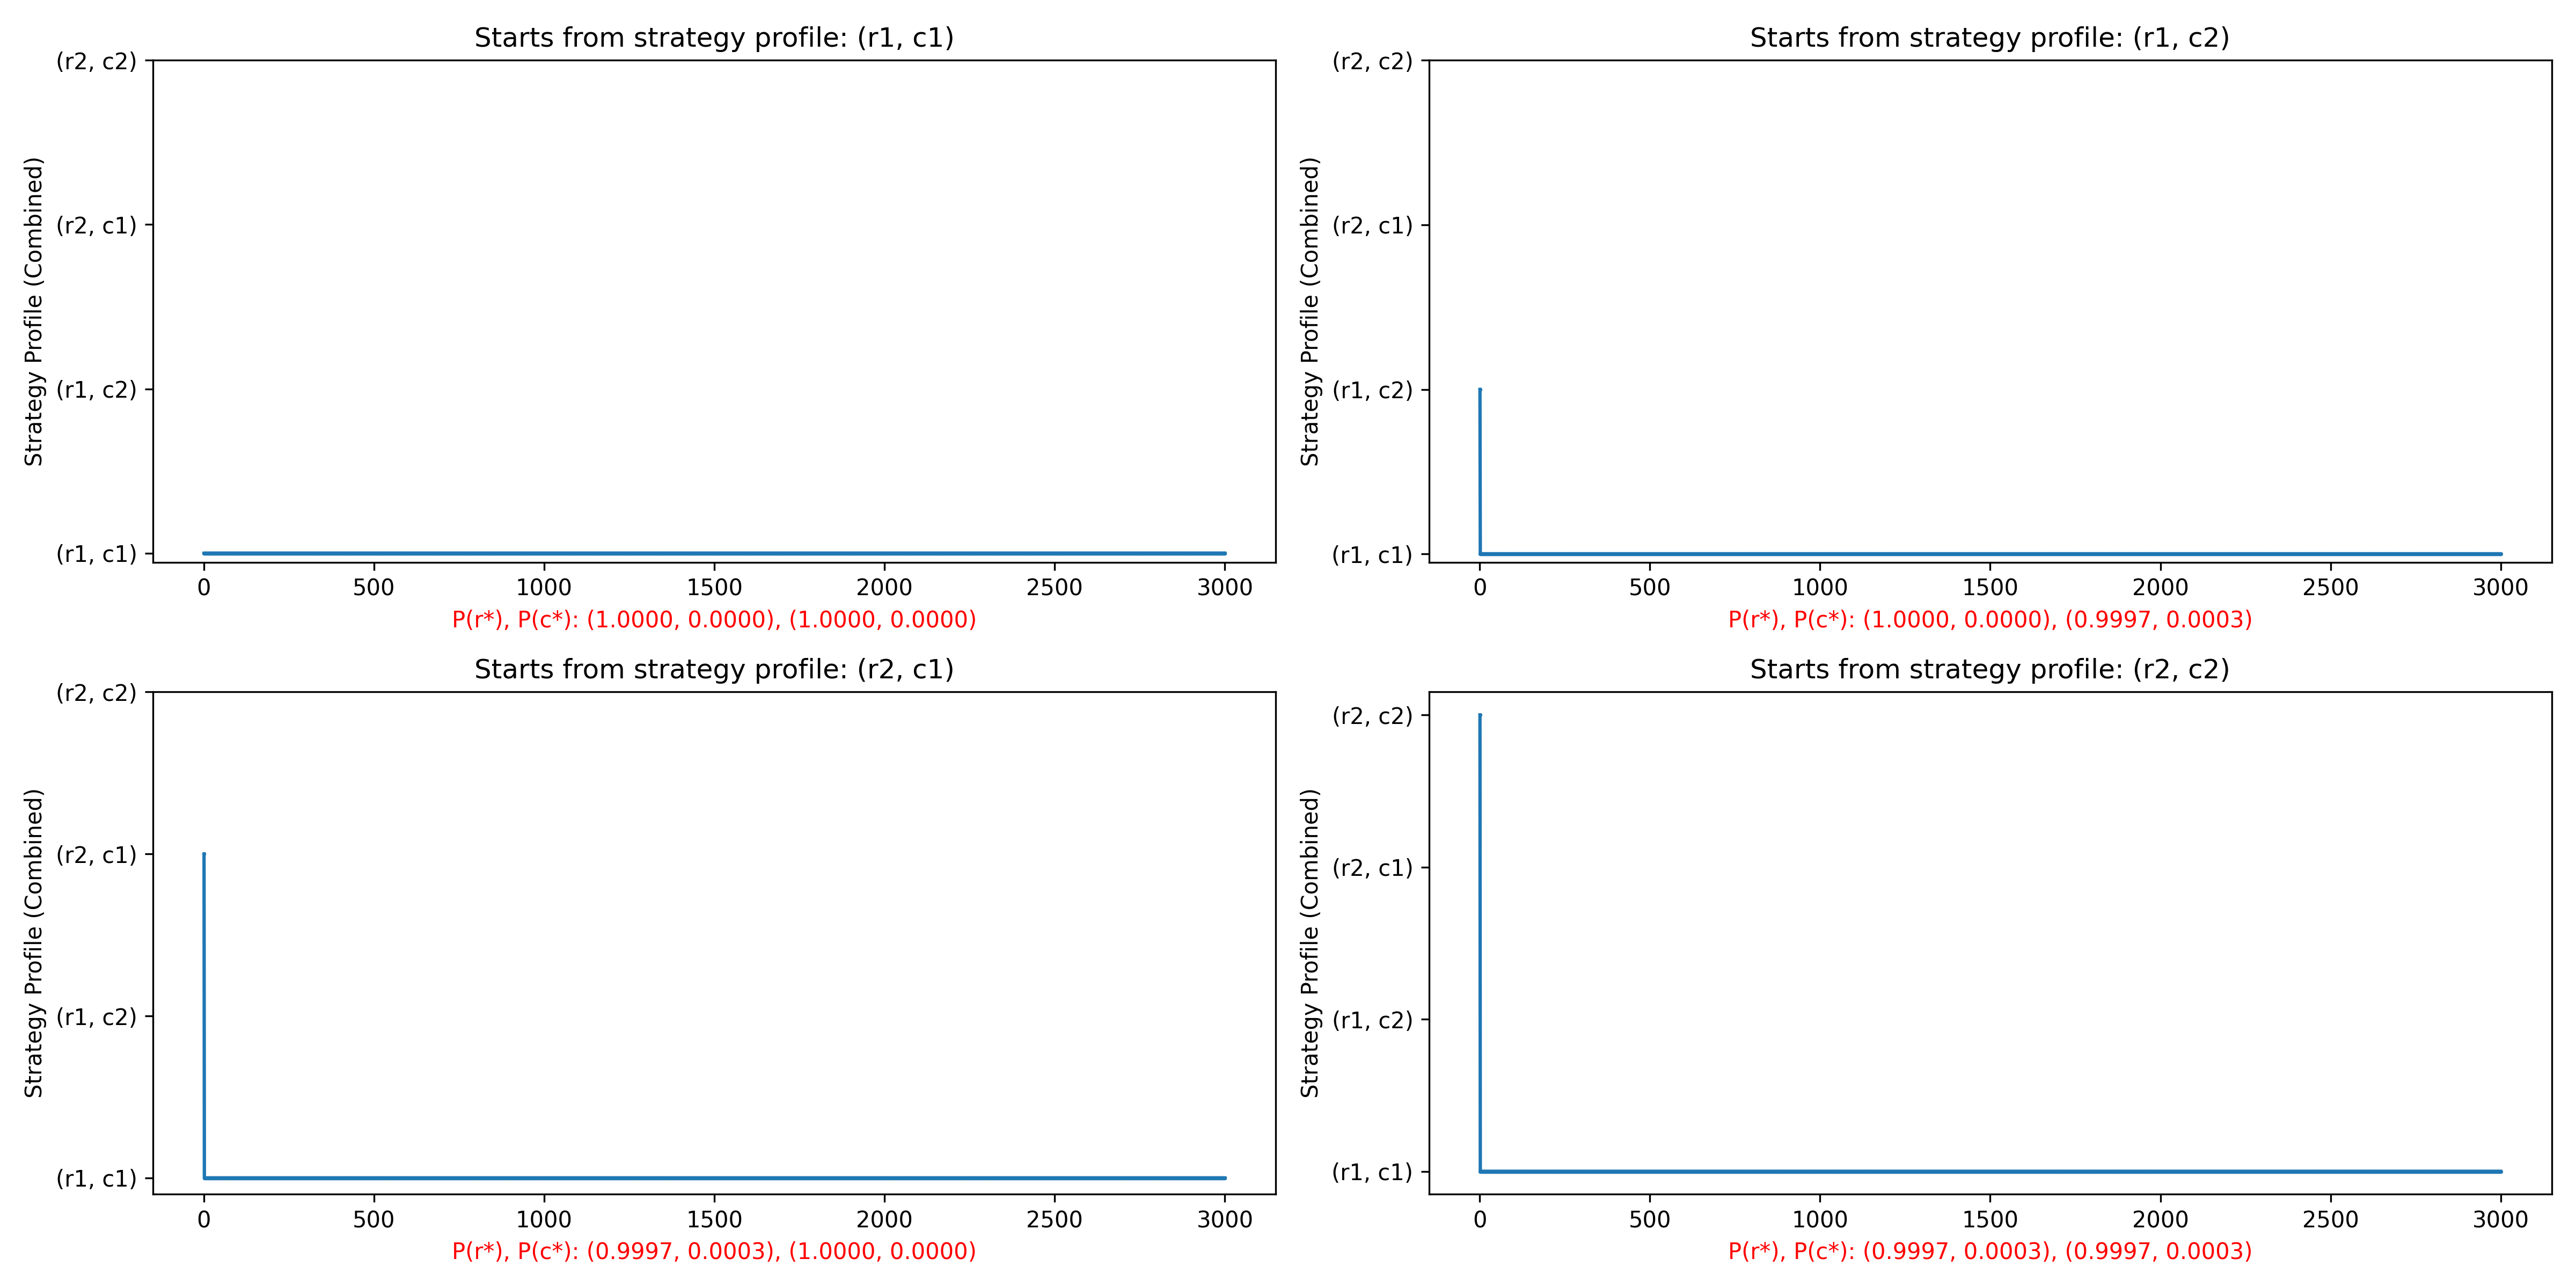 Starts from strategy profile: (r1, c1)
Strategy Profile (Combined)
(r2, c2)
(r2, c1)
(r1, c2)
(r1, c1)
0 500 1000 1500 2000 2500 3000
P(r*), P(c*): (1.0000, 0.0000), (1.0000, 0.0000)
Starts from strategy profile: (r1, c2)
Strategy Profile (Combined)
(r2, c2)
(r2, c1)
(r1, c2)
(r1, c1)
0 500 1000 1500 2000 2500 3000
P(r*), P(c*): (1.0000, 0.0000), (0.9997, 0.0003)
Starts from strategy profile: (r2, c1)
Strategy Profile (Combined)
(r2, c2)
(r2, c1)
(r1, c2)
(r1, c1)
0 500 1000 1500 2000 2500 3000
P(r*), P(c*): (0.9997, 0.0003), (1.0000, 0.0000)
Starts from strategy profile: (r2, c2)
Strategy Profile (Combined)
(r2, c2)
(r2, c1)
(r1, c2)
(r1, c1)
0 500 1000 1500 2000 2500 3000
P(r*), P(c*): (0.9997, 0.0003), (0.9997, 0.0003)